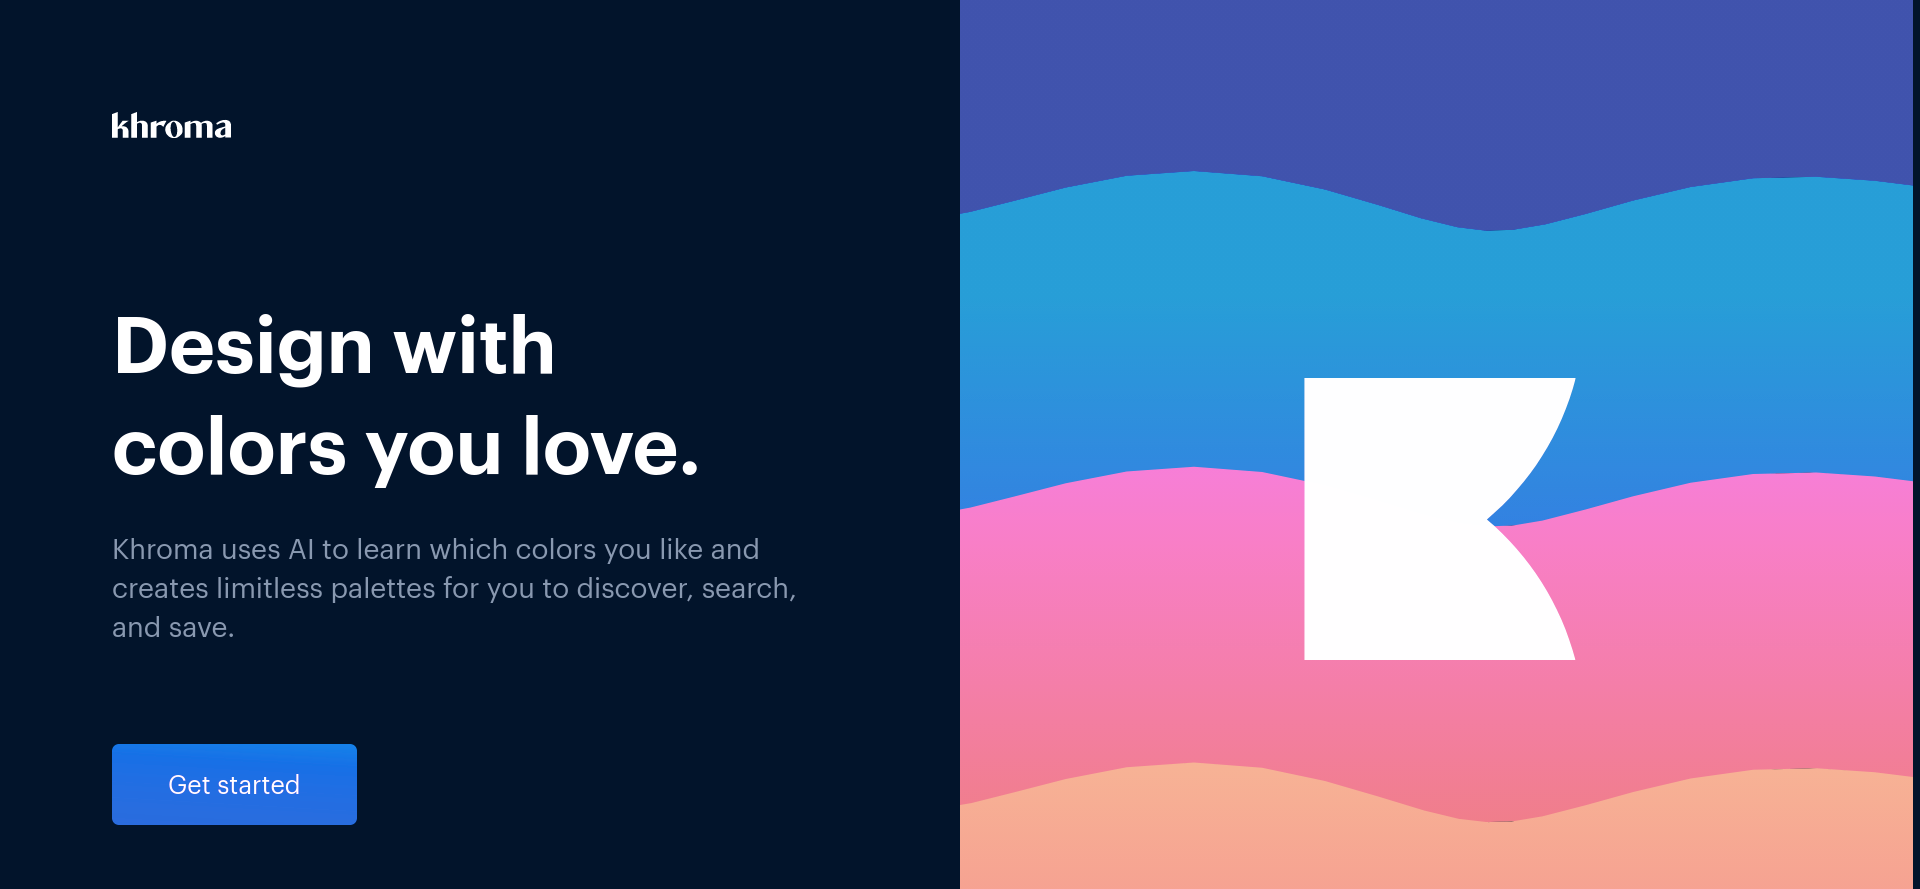 khroma
Design with
colors you love.
Khroma uses AI to learn which colors you like and
creates limitless palettes for you to discover, search,
and save.
Get started